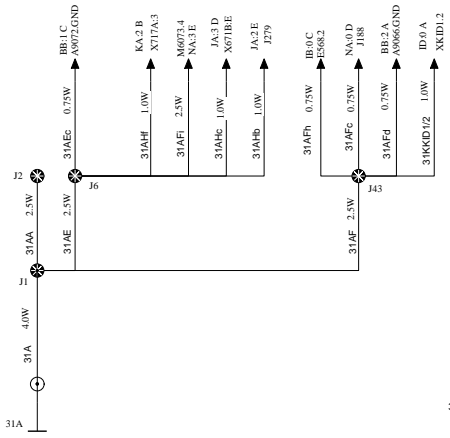 BB:1 C
A9072.GND
KA:2 B
X717A:3
M6073.4
NA:3 E
JA:3 D
X671B:E
JA:2 E
J279
IB:0 C
E568.2
NA:0 D
J188
BB:2 A
A9066.GND
ID:0 A
XKID1.2
31AEc 0.75W
31AHf 1.0W
31AFi 2.5W
31AHc 1.0W
31AHb 1.0W
31AFh 0.75W
31AFc 0.75W
31AFd 0.75W
31KKID1/2 1.0W
J2
J6
J43
31AA 2.5W
31AE 2.5W
31AF 2.5W
J1
31A 4.0W
31A